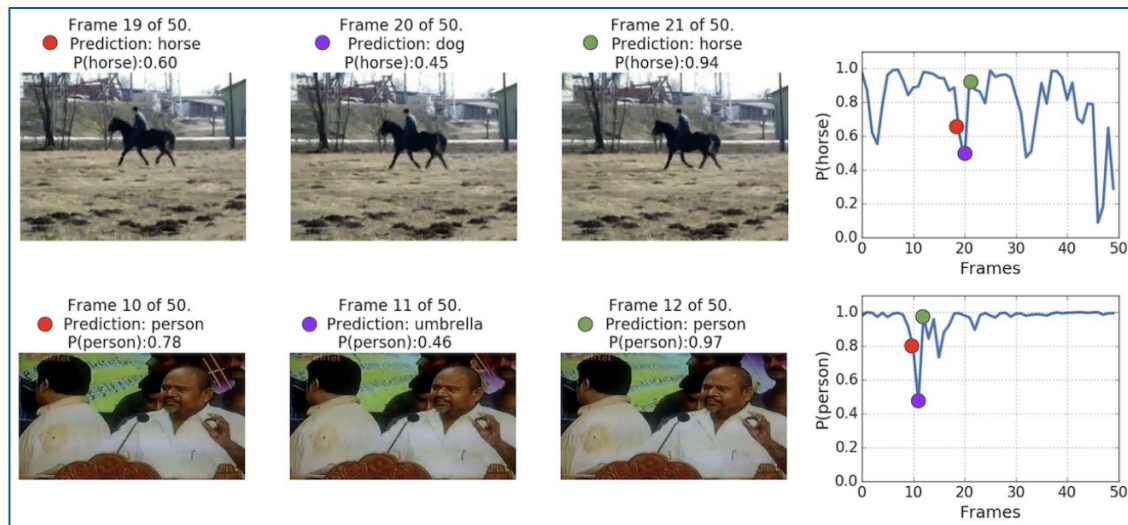 Frame 19 of 50.
Prediction: horse
P(horse):0.60
Frame 20 of 50.
Prediction: dog
P(horse):0.45
Frame 21 of 50.
Prediction: horse
P(horse):0.94
P(horse)
1.0
0.8
0.6
0.4
0.2
0.0
0 10 20 30 40 50
Frames
Frame 10 of 50.
Prediction: person
P(person):0.78
Frame 11 of 50.
Prediction: umbrella
P(person):0.46
Frame 12 of 50.
Prediction: person
P(person):0.97
P(person)
1.0
0.8
0.6
0.4
0.2
0.0
0 10 20 30 40 50
Frames